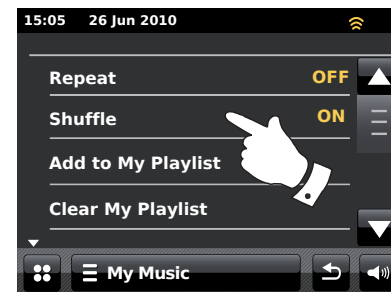 15:05 26 Jun 2010
Repeat OFF
Shuffle ON
Add to My Playlist
Clear My Playlist
My Music